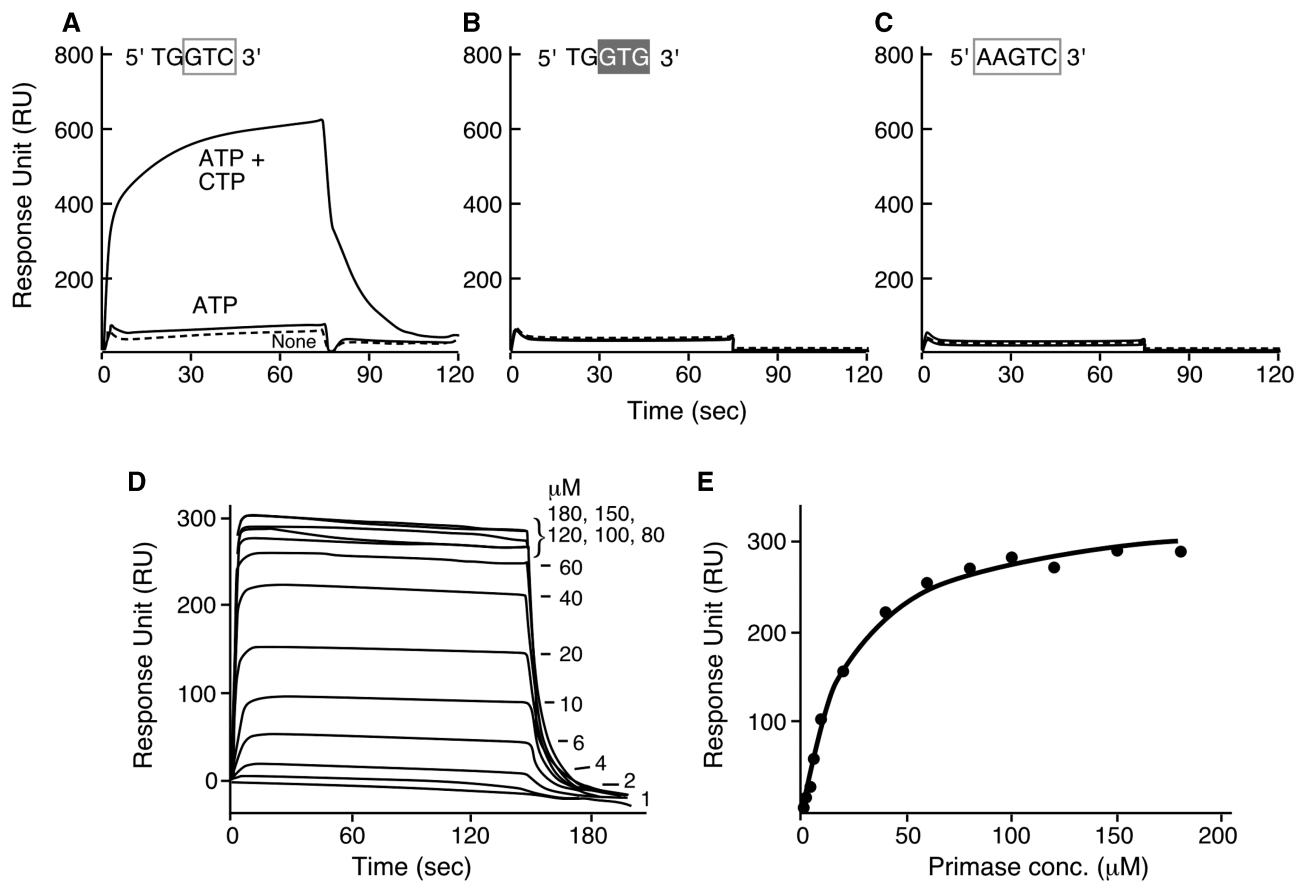 A
B
C
5' TGGTC 3'
5' TGGTG 3'
5' AAGTC 3'
Response Unit (RU)
800
600
400
200
ATP +
CTP
ATP
None
0 30 60 90 120
800
600
400
200
0 30 60 90 120
800
600
400
200
0 30 60 90 120
Time (sec)
D
Response Unit (RU)
300
200
100
0
μM
180, 150,
120, 100, 80
60
40
20
10
6
4
2
1
0 60 120 180
Time (sec)
E
Response Unit (RU)
300
200
100
0 50 100 150 200
Primase conc. (μM)